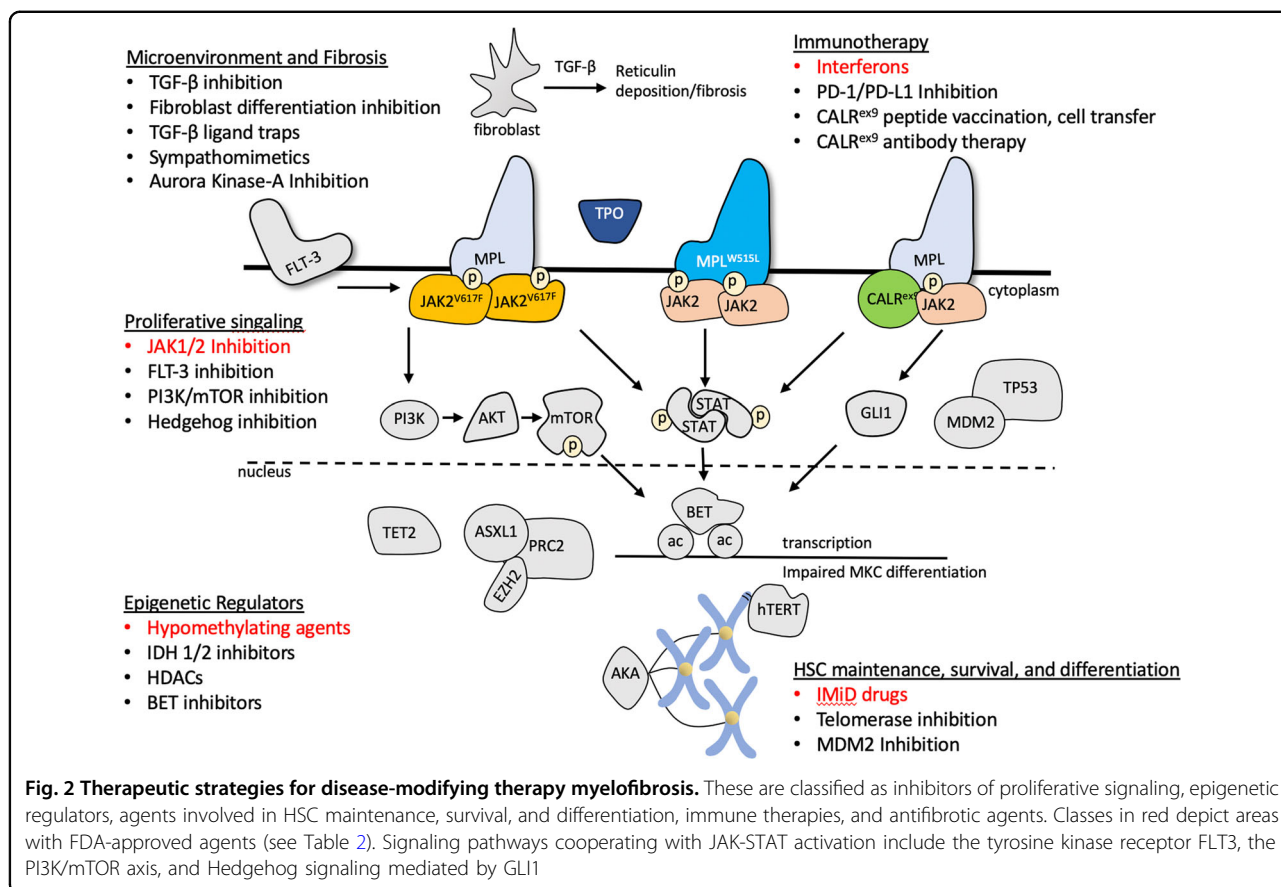 Microenvironment and Fibrosis
• TGF-β inhibition
• Fibroblast differentiation inhibition
• TGF-β ligand traps
• Sympathomimetics
• Aurora Kinase-A Inhibition
fibroblast
TGF-β
Reticulin
deposition/fibrosis
Immunotherapy
• Interferons
• PD-1/PD-L1 Inhibition
• CALRᵉˣ⁹ peptide vaccination, cell transfer
• CALRᵉˣ⁹ antibody therapy
FLT-3
MPL
p
p
JAK2ⱽ⁶¹⁷ᶠ
JAK2ⱽ⁶¹⁷ᶠ
TPO
MPLᵂ⁵¹⁵ᴸ
p
p
JAK2
JAK2
MPL
p
CALRᵉˣ⁹
JAK2
cytoplasm
Proliferative singaling
• JAK1/2 Inhibition
• FLT-3 inhibition
• PI3K/mTOR inhibition
• Hedgehog inhibition
PI3K
AKT
mTOR
p
p
STAT
STAT
p
GLI1
TP53
MDM2
nucleus
TET2
ASXL1
PRC2
EZH2
BET
ac
ac
transcription
Impaired MKC differentiation
hTERT
AKA
Epigenetic Regulators
• Hypomethylating agents
• IDH 1/2 inhibitors
• HDACs
• BET inhibitors
HSC maintenance, survival, and differentiation
• IMiD drugs
• Telomerase inhibition
• MDM2 Inhibition
Fig. 2 Therapeutic strategies for disease-modifying therapy myelofibrosis. These are classified as inhibitors of proliferative signaling, epigenetic
regulators, agents involved in HSC maintenance, survival, and differentiation, immune therapies, and antifibrotic agents. Classes in red depict areas
with FDA-approved agents (see Table 2). Signaling pathways cooperating with JAK-STAT activation include the tyrosine kinase receptor FLT3, the
PI3K/mTOR axis, and Hedgehog signaling mediated by GLI1